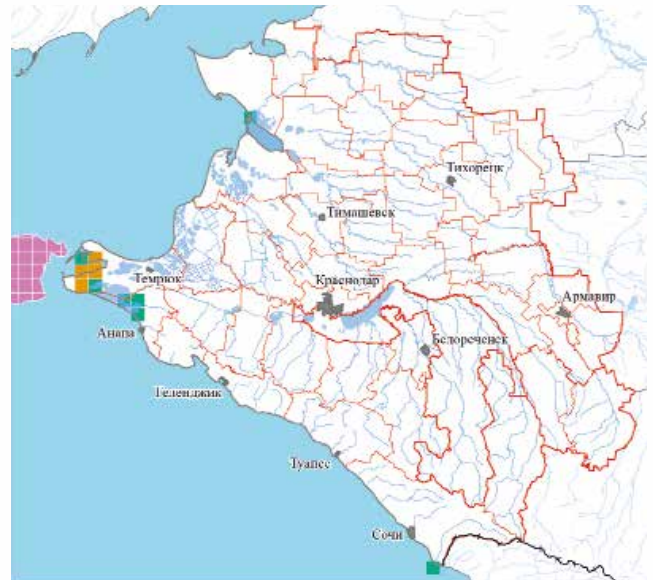 Тихорецк
Тимашевск
Темрюк
Краснодар
Армавир
Анапа
Белореченск
Геленджик
Туапсе
Сочи